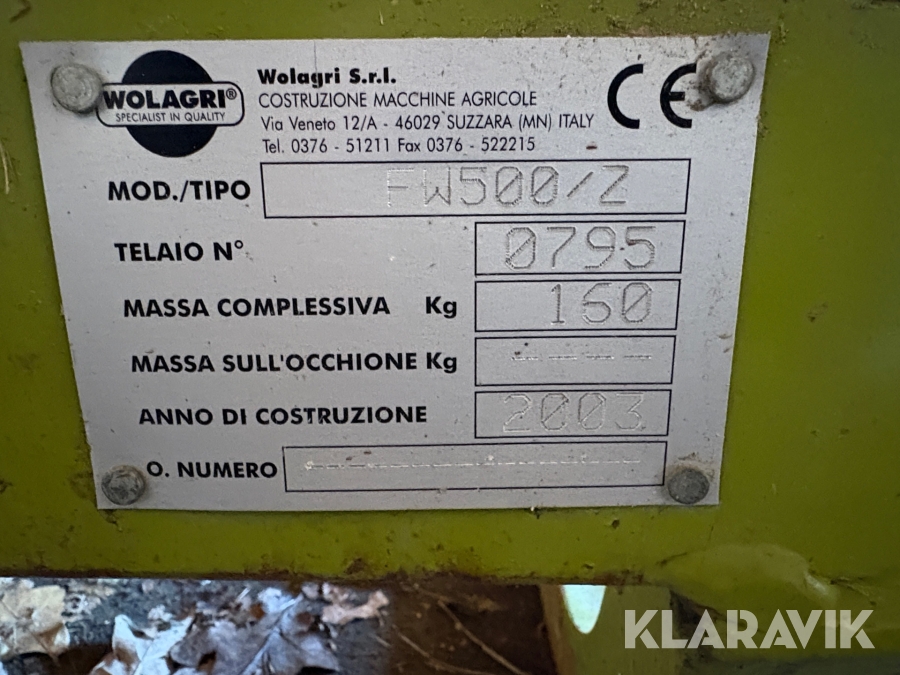 WOLAGRI®
SPECIALIST IN QUALITY
Wolagri S.r.l.
COSTRUZIONE MACCHINE AGRICOLE
Via Veneto 12/A - 46029 SUZZARA (MN) ITALY
Tel. 0376 - 51211 Fax 0376 - 522215
CE
MOD./TIPO FW500/Z
TELAIO N° 0795
MASSA COMPLESSIVA Kg 160
MASSA SULL'OCCHIONE Kg ----
ANNO DI COSTRUZIONE 2003
O. NUMERO ----------------
KLARAVIK